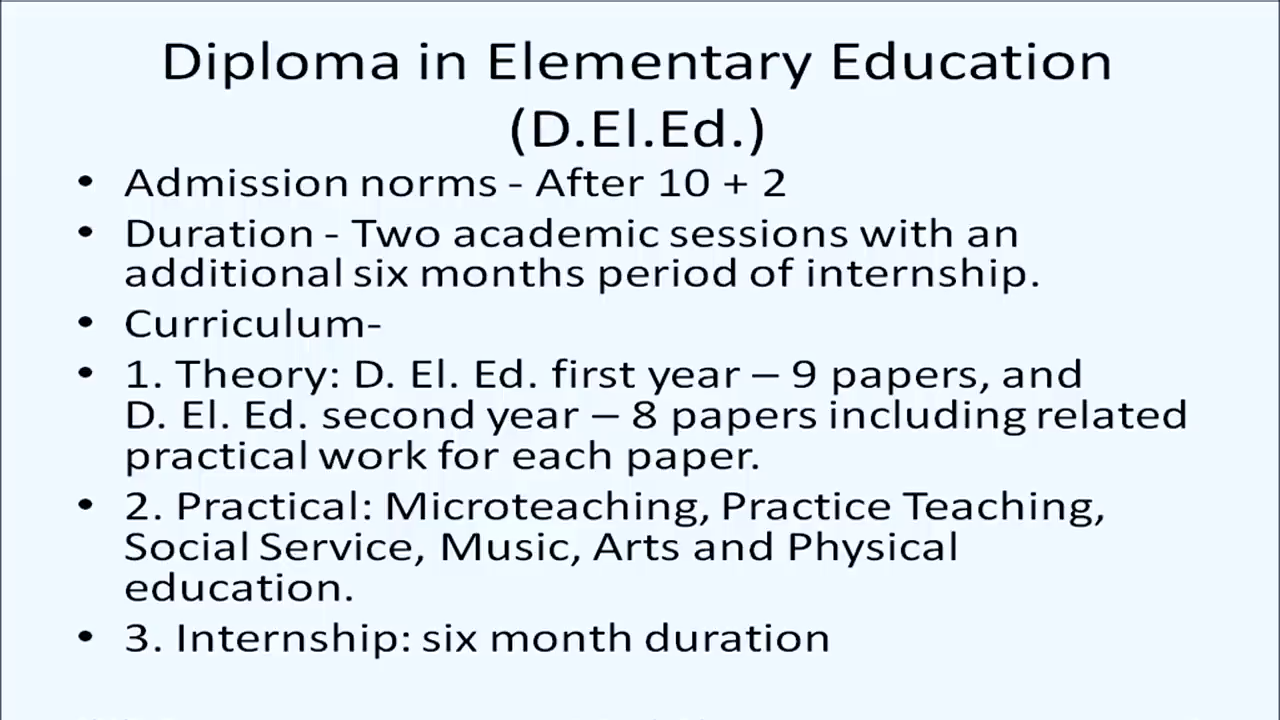 Diploma in Elementary Education
(D.El.Ed.)
• Admission norms - After 10 + 2
• Duration - Two academic sessions with an
additional six months period of internship.
• Curriculum-
• 1. Theory: D. El. Ed. first year – 9 papers, and
D. El. Ed. second year – 8 papers including related
practical work for each paper.
• 2. Practical: Microteaching, Practice Teaching,
Social Service, Music, Arts and Physical
education.
• 3. Internship: six month duration